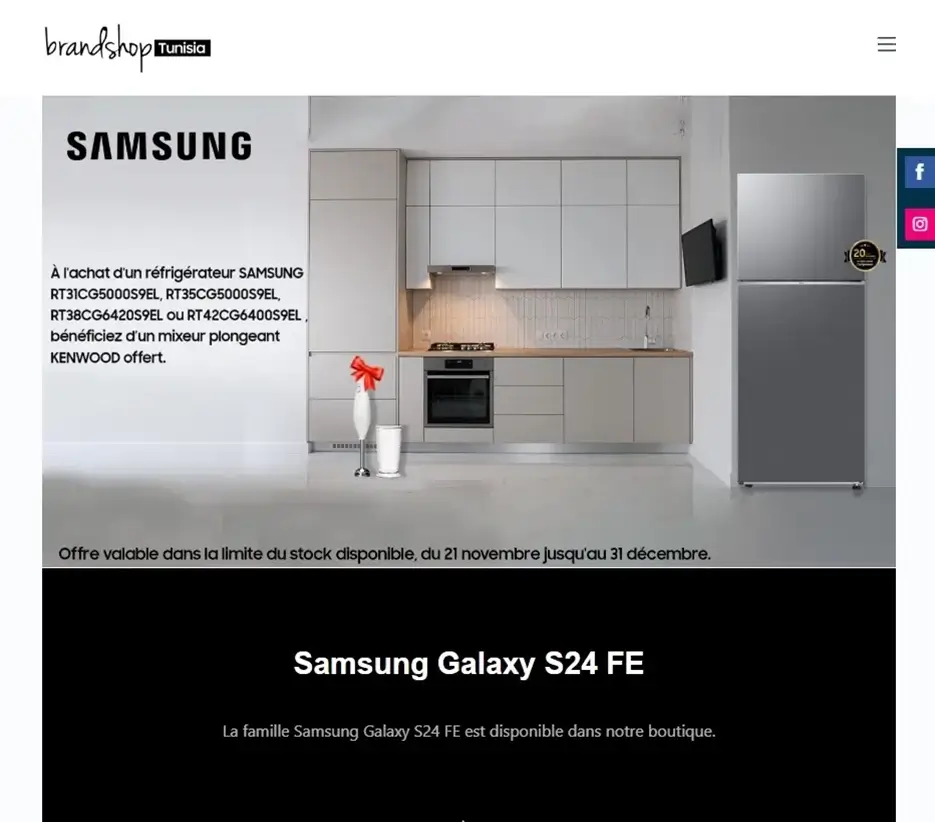 brandshop Tunisia
SAMSUNG
À l'achat d'un réfrigérateur SAMSUNG
RT31CG5000S9EL, RT35CG5000S9EL,
RT38CG6420S9EL ou RT42CG6400S9EL ,
bénéficiez d'un mixeur plongeant
KENWOOD offert.
20
Offre valable dans la limite du stock disponible, du 21 novembre jusqu'au 31 décembre.
Samsung Galaxy S24 FE
La famille Samsung Galaxy S24 FE est disponible dans notre boutique.